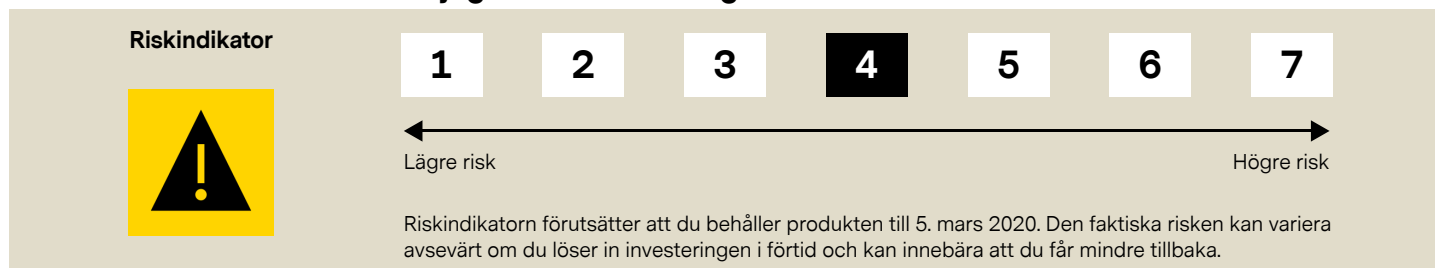 Riskindikator
1 2 3 4 5 6 7
Lägre risk Högre risk
Riskindikatorn förutsätter att du behåller produkten till 5. mars 2020. Den faktiska risken kan variera
avsevärt om du löser in investeringen i förtid och kan innebära att du får mindre tillbaka.